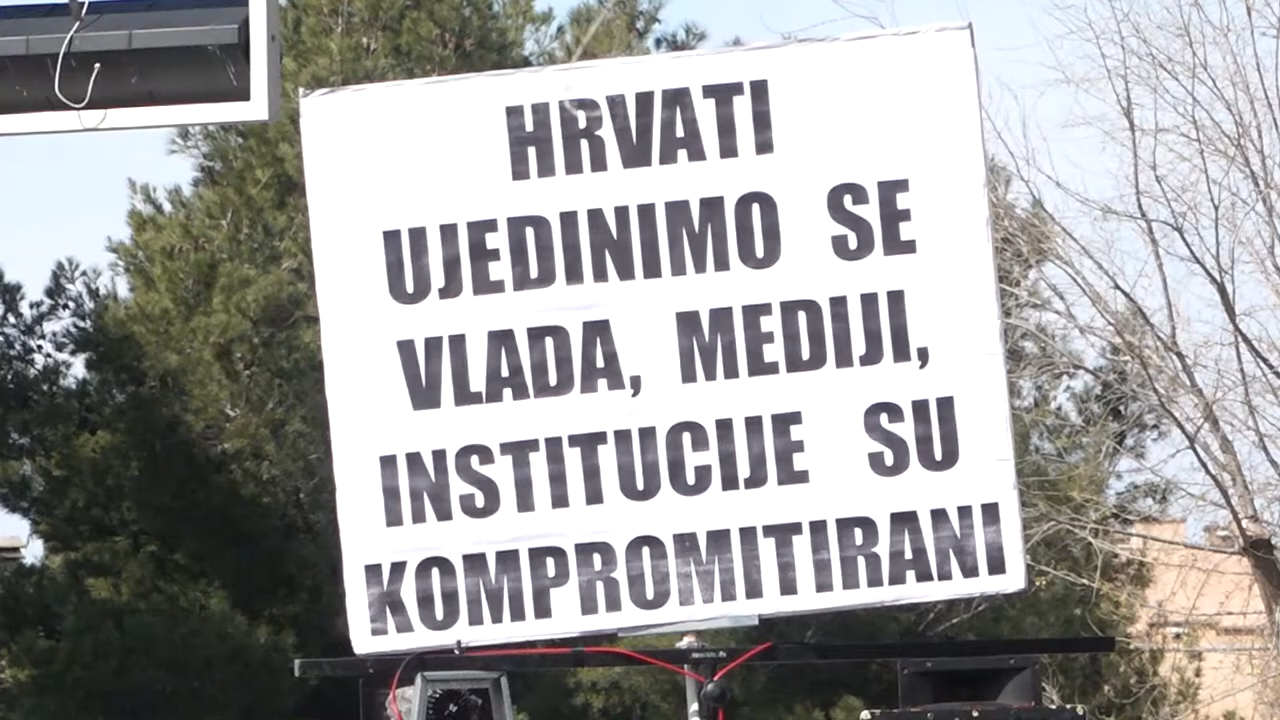 HRVATI
UJEDINIMO SE
VLADA, MEDIJI,
INSTITUCIJE SU
KOMPROMITIRANI